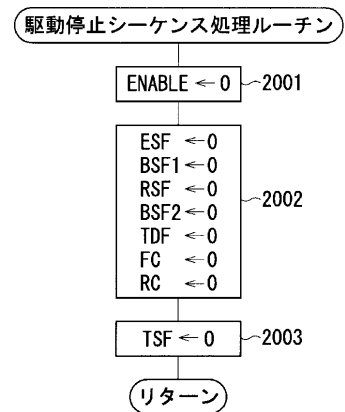 駆動停止シーケンス処理ルーチン
ENABLE ← 0 2001
ESF ← 0
BSF1 ← 0
RSF ← 0
BSF2 ← 0 2002
TDF ← 0
FC ← 0
RC ← 0
TSF ← 0 2003
リターン